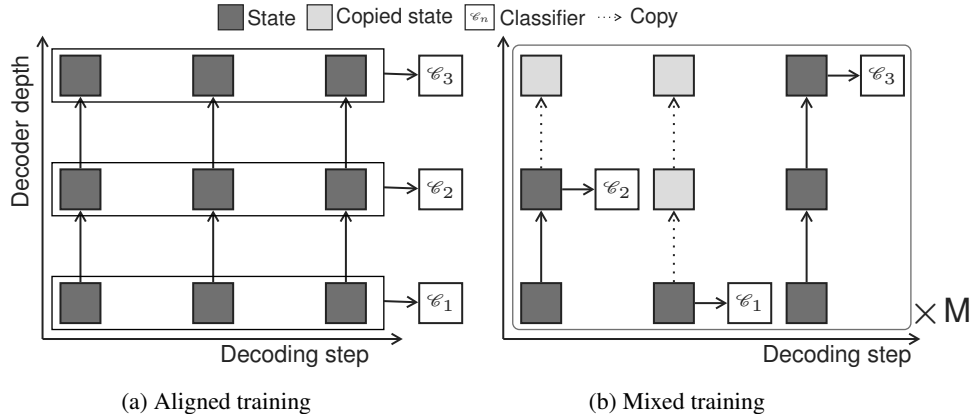 State Copied state 𝒞n Classifier Copy
Decoder depth
𝒞3
𝒞2
𝒞1
Decoding step
(a) Aligned training
𝒞3
𝒞2
𝒞1
× M
Decoding step
(b) Mixed training